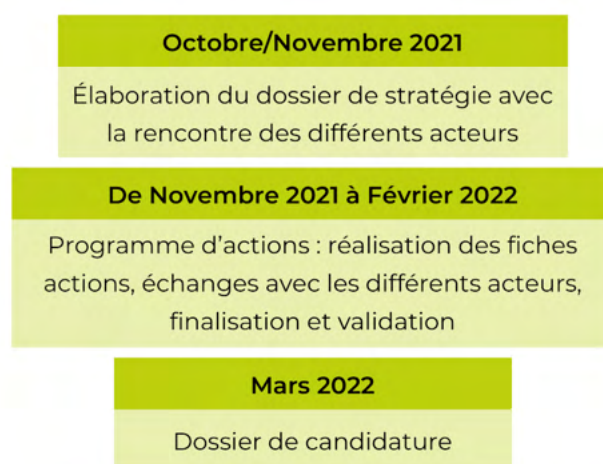 Octobre/Novembre 2021
Élaboration du dossier de stratégie avec
la rencontre des différents acteurs
De Novembre 2021 à Février 2022
Programme d’actions : réalisation des fiches
actions, échanges avec les différents acteurs,
finalisation et validation
Mars 2022
Dossier de candidature